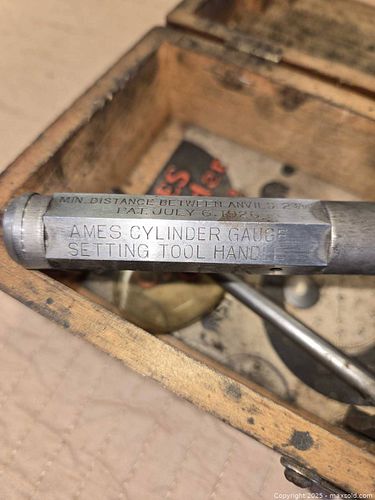 MIN. DISTANCE BETWEEN ANVILS
PAT. JULY 6, 1926
AMES CYLINDER GAUGE
SETTING TOOL HANDLE
Copyright 2025 - maxsold.com